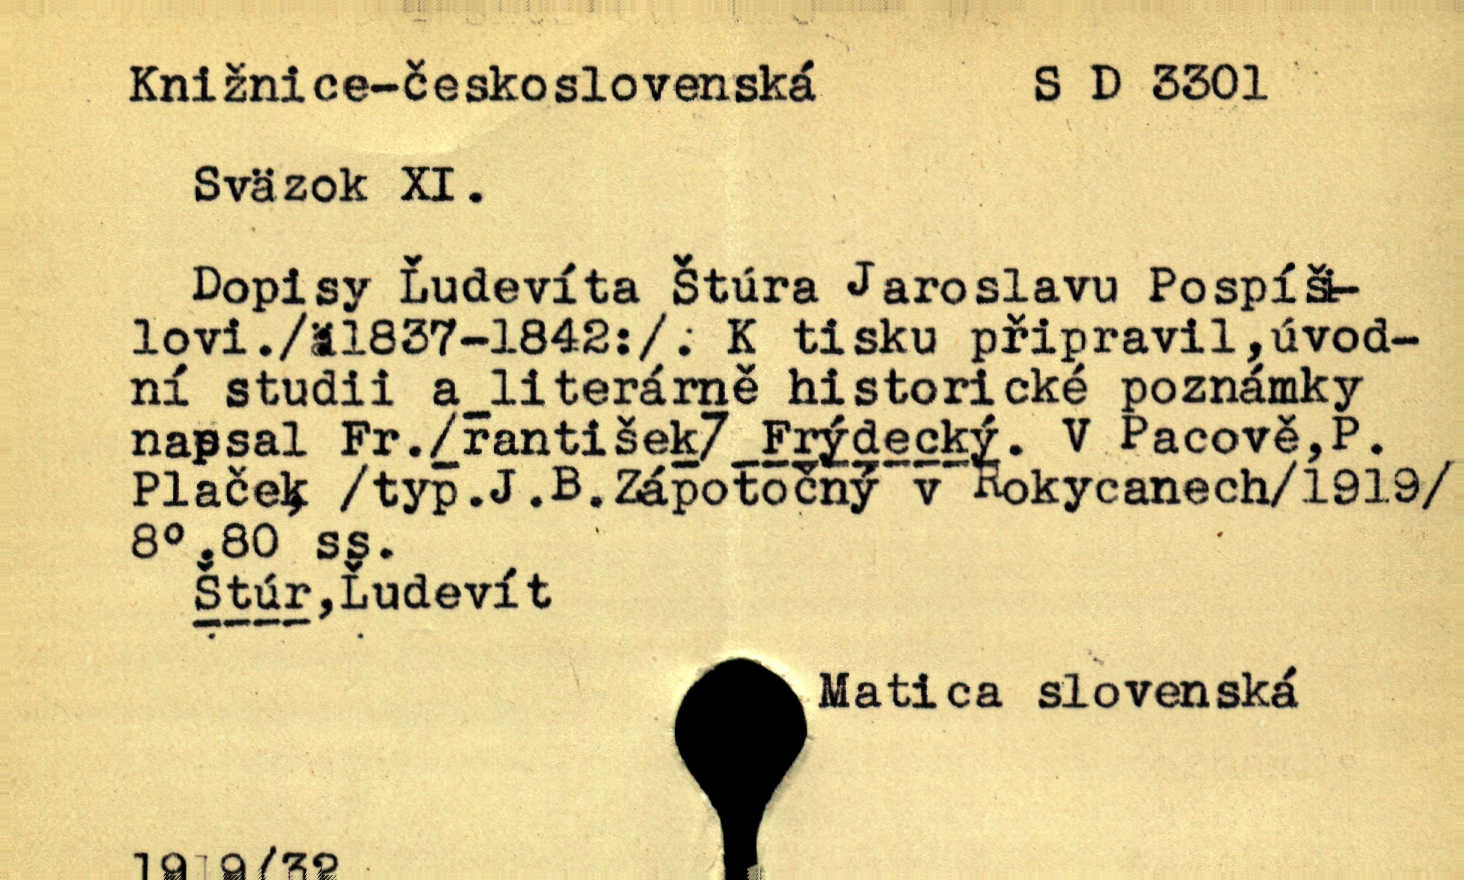 Knižnice-československá S D 3301
Sväzok XI.
Dopisy Ľudevíta Štúra Jaroslavu Pospíši-
lovi./:1837-1842:/. K tisku připravil,úvod-
ní studii a literárně historické poznámky
napsal Fr./rantišek/ Frýdecký. V Pacově,P.
Plaček, /typ.J.B.Zápotočný v Rokycanech/1919/
8°.80 ss.
Štúr,Ľudevít
Matica slovenská
1919/32